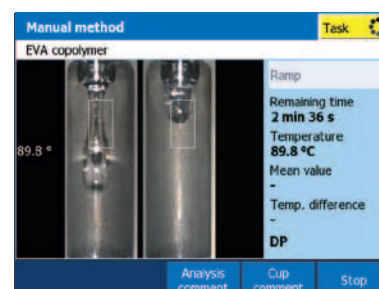 Manual method
Task
EVA copolymer
Ramp
Remaining time
2 min 36 s
Temperature
89.8 °C
Mean value
-
Temp. difference
-
DP
89.8 °
Analysis
comment
Cup
comment
Stop